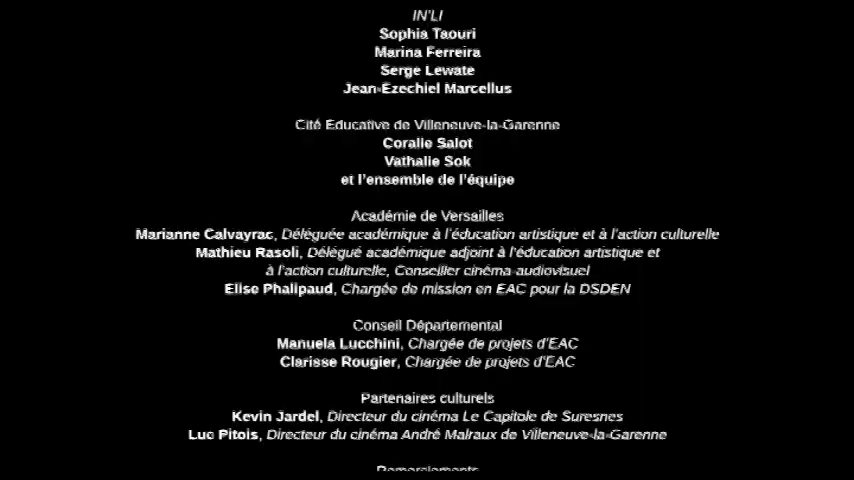 IN'LI
Sophia Taouri
Marina Ferreira
Serge Lewate
Jean-Ezechiel Marcellus
Cité Educative de Villeneuve-la-Garenne
Coralie Salot
Vathalie Sok
et l'ensemble de l'équipe
Académie de Versailles
Marianne Calvayrac, Déléguée académique à l'éducation artistique et à l'action culturelle
Mathieu Rasoli, Délégué académique adjoint à l'éducation artistique et
à l'action culturelle, Conseiller cinéma-audiovisuel
Elise Phalipaud, Chargée de mission en EAC pour la DSDEN
Conseil Départemental
Manuela Lucchini, Chargée de projets d'EAC
Clarisse Rougier, Chargée de projets d'EAC
Partenaires culturels
Kevin Jardel, Directeur du cinéma Le Capitole de Suresnes
Luc Pitois, Directeur du cinéma André Malraux de Villeneuve-la-Garenne
Remerciements